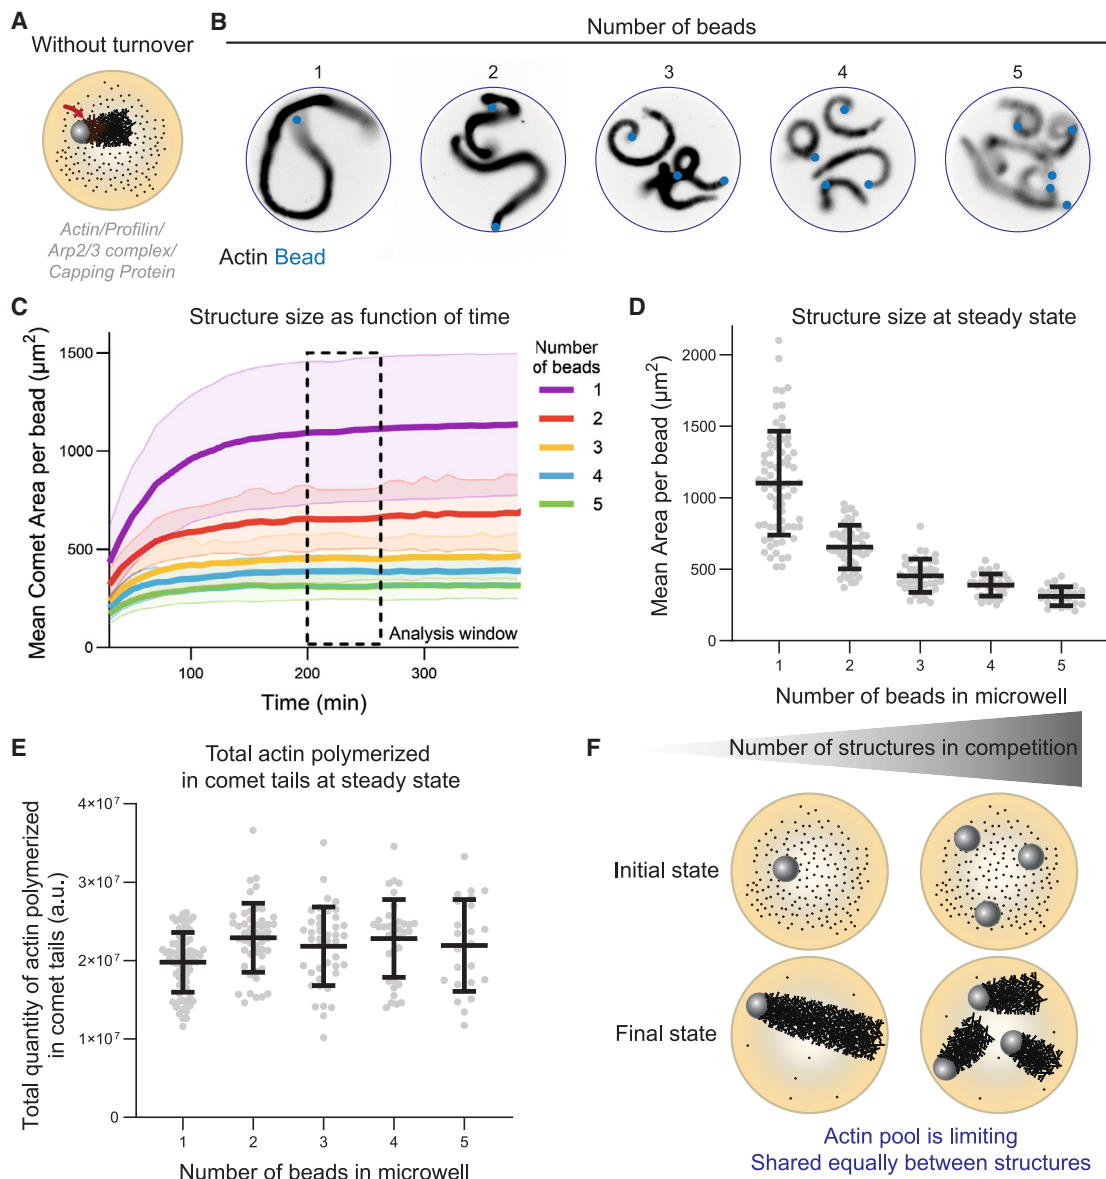 A
Without turnover
Actin/Profilin/
Arp2/3 complex/
Capping Protein
B
Number of beads
1 2 3 4 5
Actin Bead
C
Structure size as function of time
Mean Comet Area per bead (µm²)
1500
1000
500
0
100 200 300
Time (min)
Analysis window
Number
of beads
1
2
3
4
5
D
Structure size at steady state
Mean Area per bead (µm²)
2000
1500
1000
500
0
1 2 3 4 5
Number of beads in microwell
E
Total actin polymerized
in comet tails at steady state
Total quantity of actin polymerized
in comet tails (a.u.)
4×10⁷
3×10⁷
2×10⁷
1×10⁷
0
1 2 3 4 5
Number of beads in microwell
F
Number of structures in competition
Initial state
Final state
Actin pool is limiting
Shared equally between structures